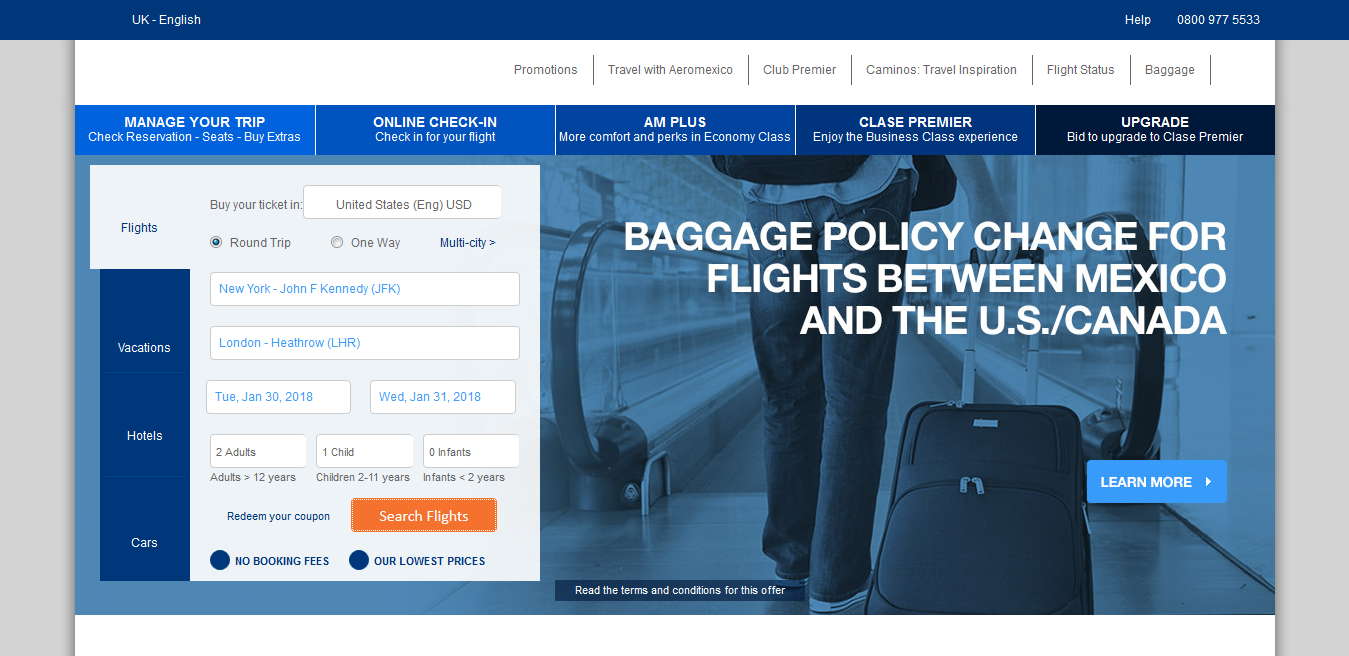 UK - English
Help
0800 977 5533
Promotions
Travel with Aeromexico
Club Premier
Caminos: Travel Inspiration
Flight Status
Baggage
MANAGE YOUR TRIP
Check Reservation - Seats - Buy Extras
ONLINE CHECK-IN
Check in for your flight
AM PLUS
More comfort and perks in Economy Class
CLASE PREMIER
Enjoy the Business Class experience
UPGRADE
Bid to upgrade to Clase Premier
Flights
Vacations
Hotels
Cars
Buy your ticket in:
United States (Eng) USD
Round Trip
One Way
Multi-city >
New York - John F Kennedy (JFK)
London - Heathrow (LHR)
Tue, Jan 30, 2018
Wed, Jan 31, 2018
2 Adults
1 Child
0 Infants
Adults > 12 years
Children 2-11 years
Infants < 2 years
Redeem your coupon
Search Flights
NO BOOKING FEES
OUR LOWEST PRICES
BAGGAGE POLICY CHANGE FOR
FLIGHTS BETWEEN MEXICO
AND THE U.S./CANADA
LEARN MORE
Read the terms and conditions for this offer